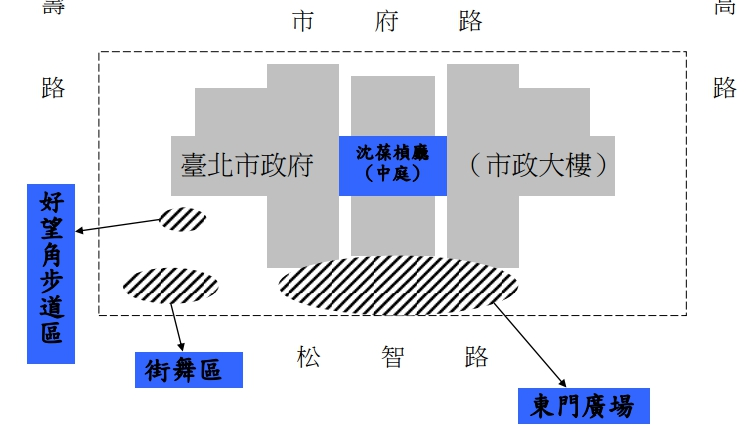 市府路
壽路
高路
臺北市政府
沈葆楨廳
（中庭）
（市政大樓）
好望角步道區
街舞區
松智路
東門廣場